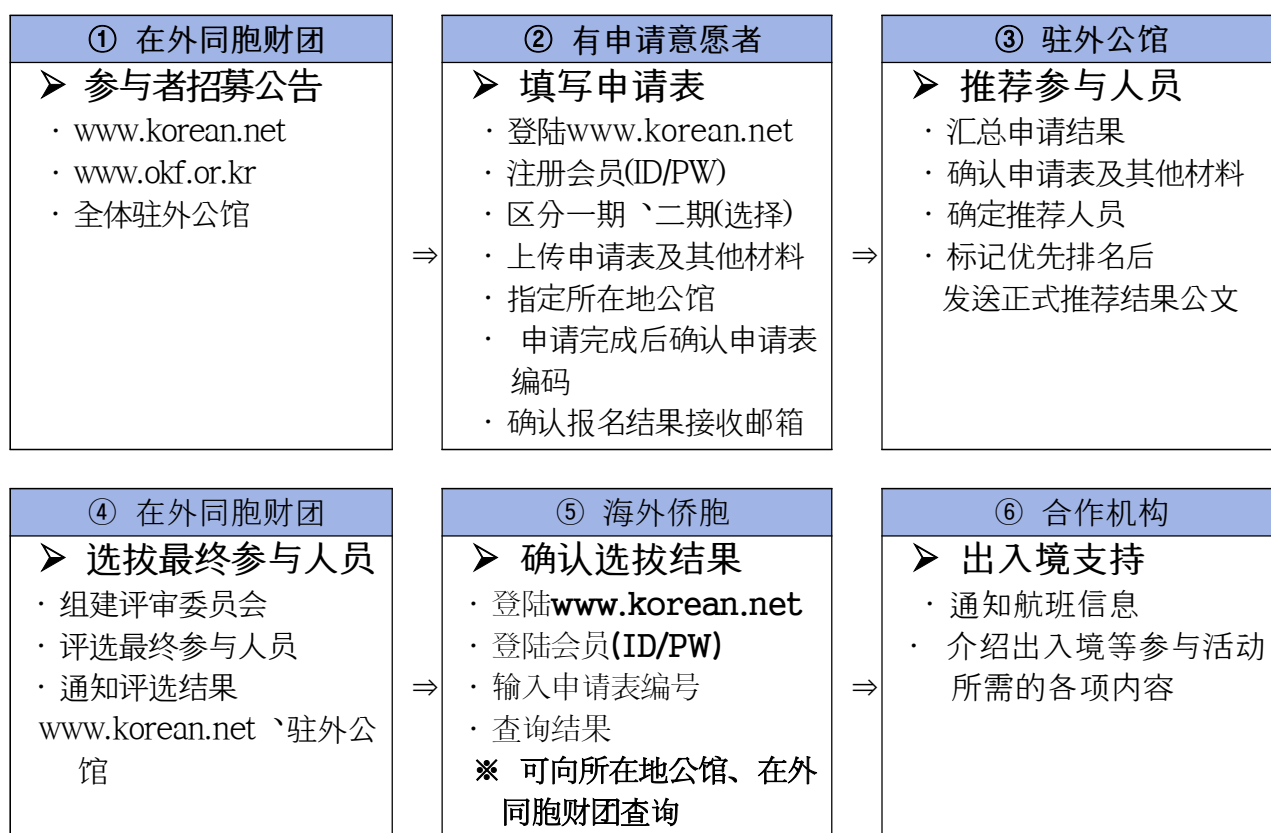 ① 在外同胞财团
➢ 参与者招募公告
· www.korean.net
· www.okf.or.kr
· 全体驻外公馆
⇒
② 有申请意愿者
➢ 填写申请表
· 登陆www.korean.net
· 注册会员(ID/PW)
· 区分一期、二期(选择)
· 上传申请表及其他材料
· 指定所在地公馆
· 申请完成后确认申请表
编码
· 确认报名结果接收邮箱
⇒
③ 驻外公馆
➢ 推荐参与人员
· 汇总申请结果
· 确认申请表及其他材料
· 确定推荐人员
· 标记优先排名后
发送正式推荐结果公文
④ 在外同胞财团
➢ 选拔最终参与人员
· 组建评审委员会
· 评选最终参与人员
· 通知评选结果
www.korean.net、驻外公
馆
⇒
⑤ 海外侨胞
➢ 确认选拔结果
· 登陆www.korean.net
· 登陆会员(ID/PW)
· 输入申请表编号
· 查询结果
※ 可向所在地公馆、在外
同胞财团查询
⇒
⑥ 合作机构
➢ 出入境支持
· 通知航班信息
· 介绍出入境等参与活动
所需的各项内容